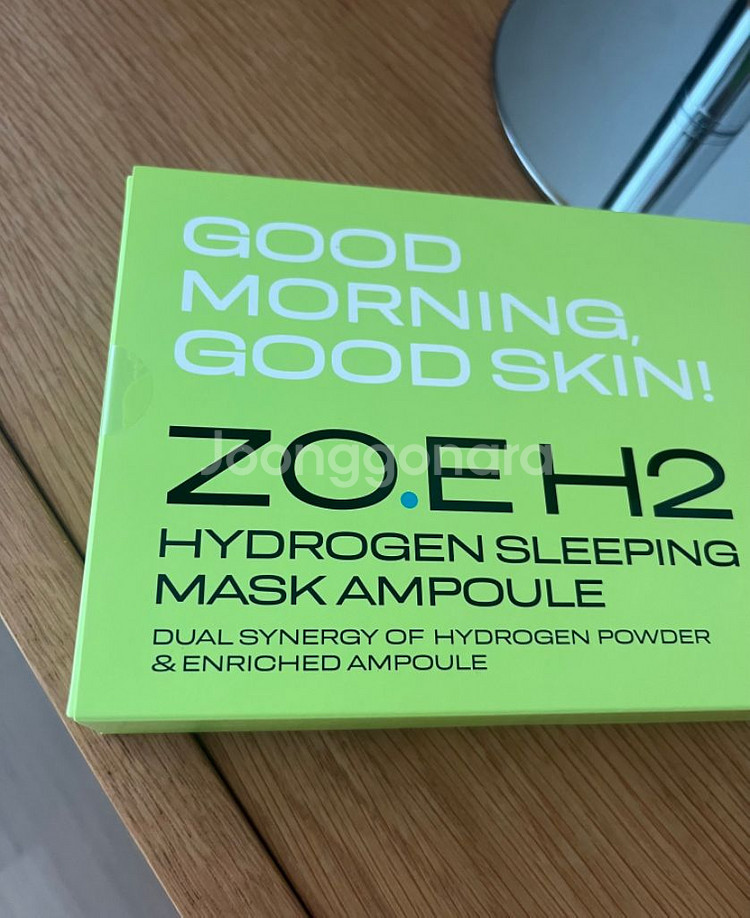 GOOD
MORNING,
GOOD SKIN!
Joonggonara
ZO.E H2
HYDROGEN SLEEPING
MASK AMPOULE
DUAL SYNERGY OF HYDROGEN POWDER
& ENRICHED AMPOULE